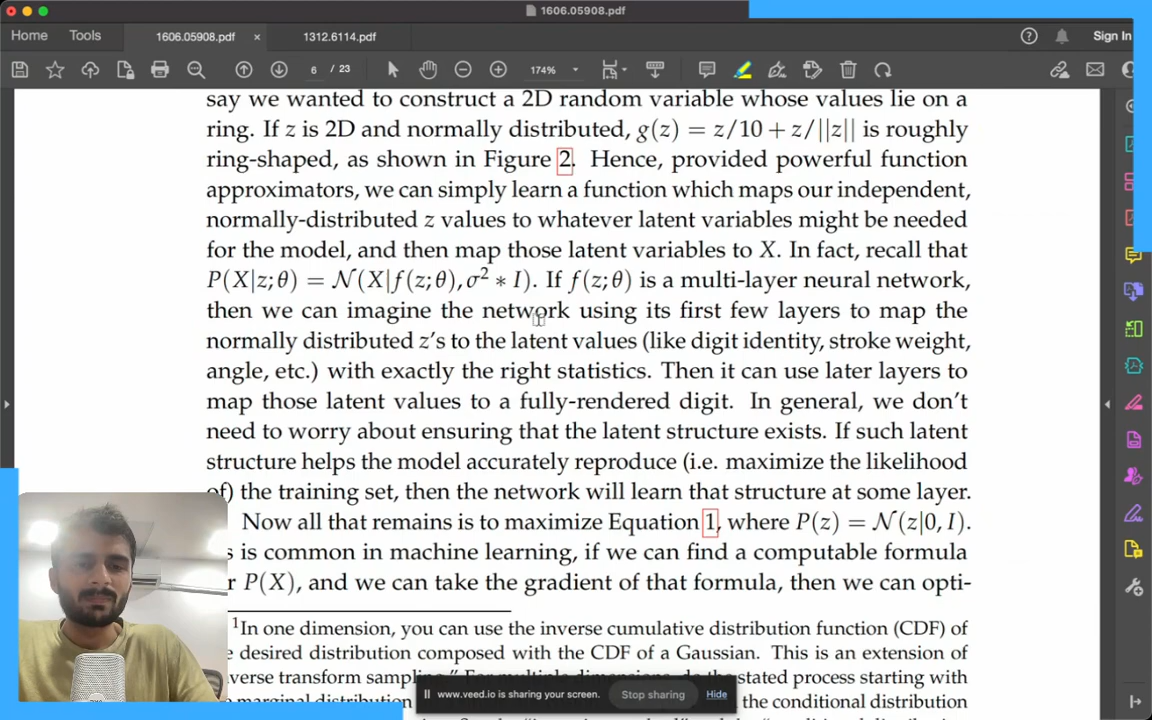 1606.05908.pdf
Home Tools 1606.05908.pdf × 1312.6114.pdf Sign In
6 / 23 174%
say we wanted to construct a 2D random variable whose values lie on a
ring. If z is 2D and normally distributed, g(z) = z/10 + z/||z|| is roughly
ring-shaped, as shown in Figure 2. Hence, provided powerful function
approximators, we can simply learn a function which maps our independent,
normally-distributed z values to whatever latent variables might be needed
for the model, and then map those latent variables to X. In fact, recall that
P(X|z;θ) = 𝒩(X|f(z;θ), σ² * I). If f(z;θ) is a multi-layer neural network,
then we can imagine the network using its first few layers to map the
normally distributed z's to the latent values (like digit identity, stroke weight,
angle, etc.) with exactly the right statistics. Then it can use later layers to
map those latent values to a fully-rendered digit. In general, we don't
need to worry about ensuring that the latent structure exists. If such latent
structure helps the model accurately reproduce (i.e. maximize the likelihood
of) the training set, then the network will learn that structure at some layer.
Now all that remains is to maximize Equation 1, where P(z) = 𝒩(z|0, I).
is common in machine learning, if we can find a computable formula
P(X), and we can take the gradient of that formula, then we can opti-
¹In one dimension, you can use the inverse cumulative distribution function (CDF) of
desired distribution composed with the CDF of a Gaussian. This is an extension of
stated process starting with
the conditional distribution
www.veed.io is sharing your screen. Stop sharing Hide